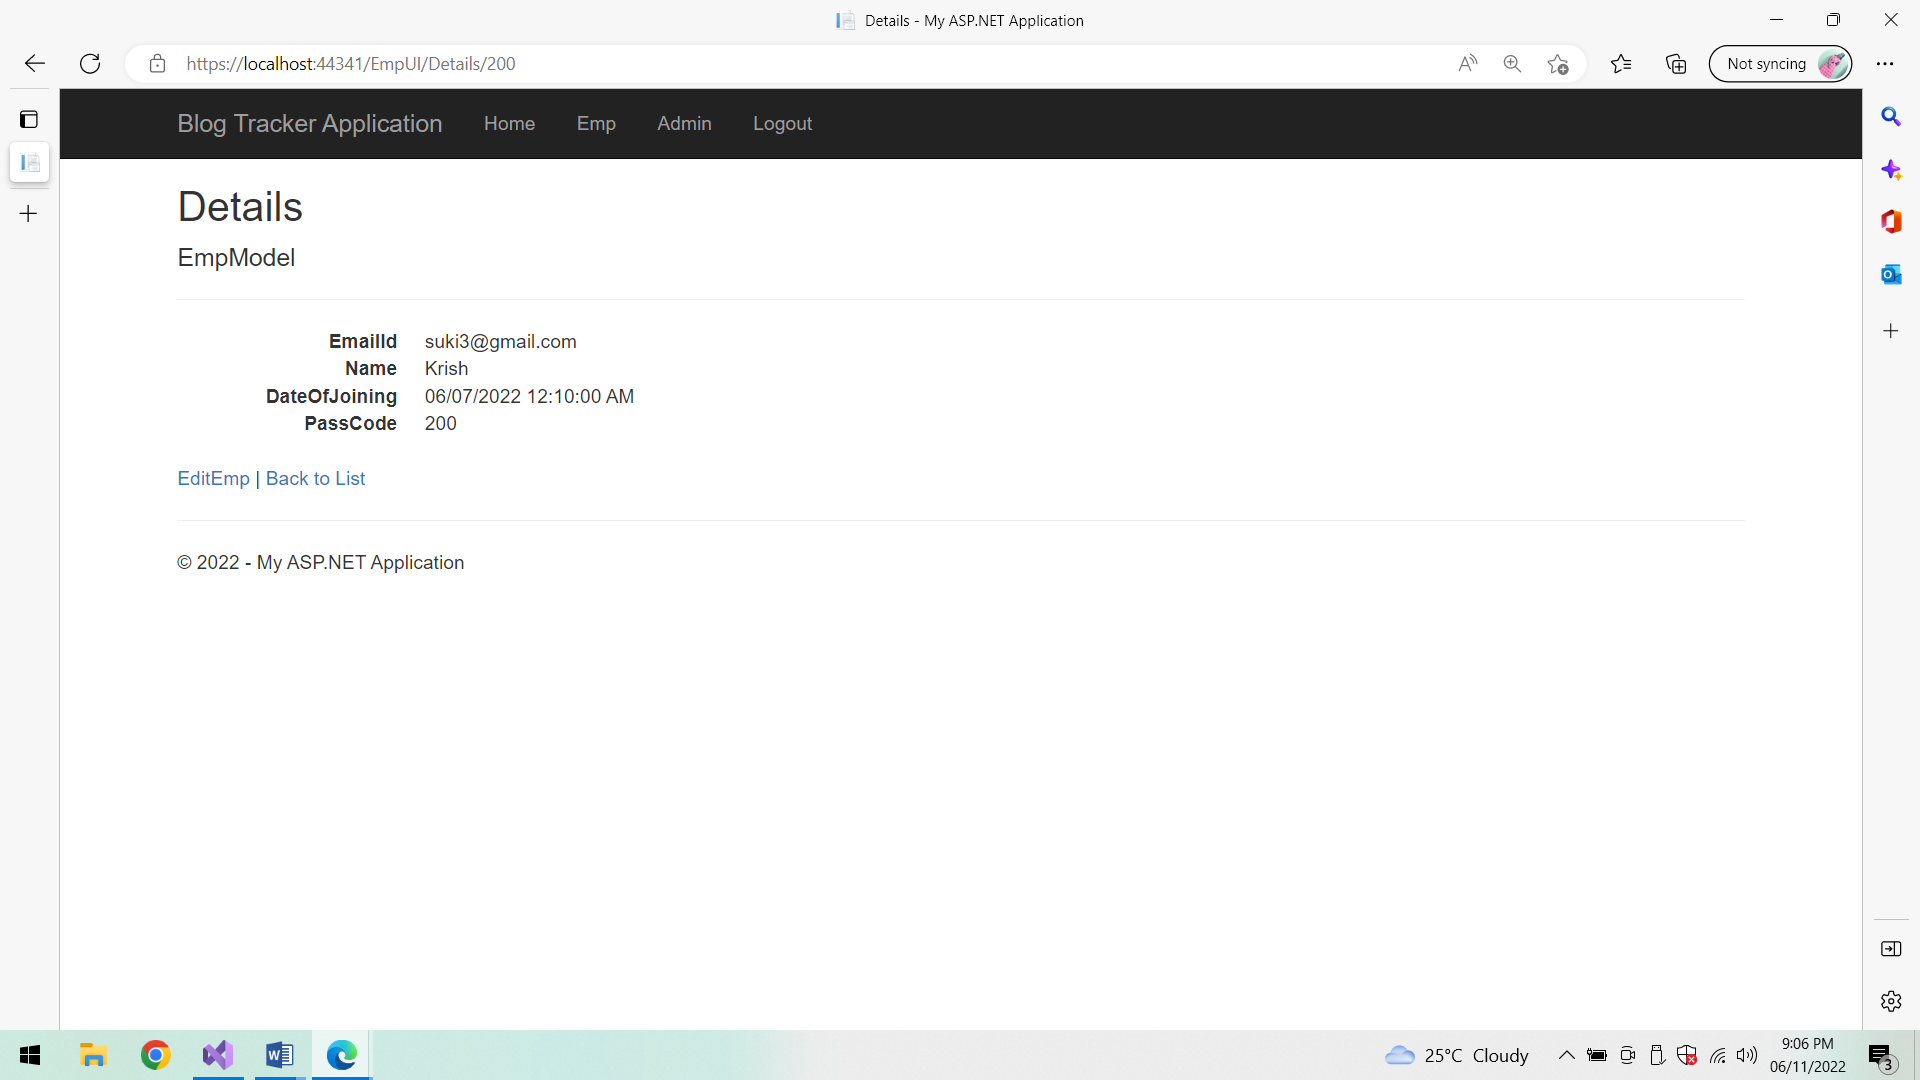 Details - My ASP.NET Application
https://localhost:44341/EmpUI/Details/200
Not syncing
Blog Tracker Application Home Emp Admin Logout
Details
EmpModel
EmailId suki3@gmail.com
Name Krish
DateOfJoining 06/07/2022 12:10:00 AM
PassCode 200
EditEmp | Back to List
© 2022 - My ASP.NET Application
25°C Cloudy
9:06 PM
06/11/2022
3